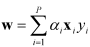 w = ∑_{i=1}^{P} α_i x_i y_i